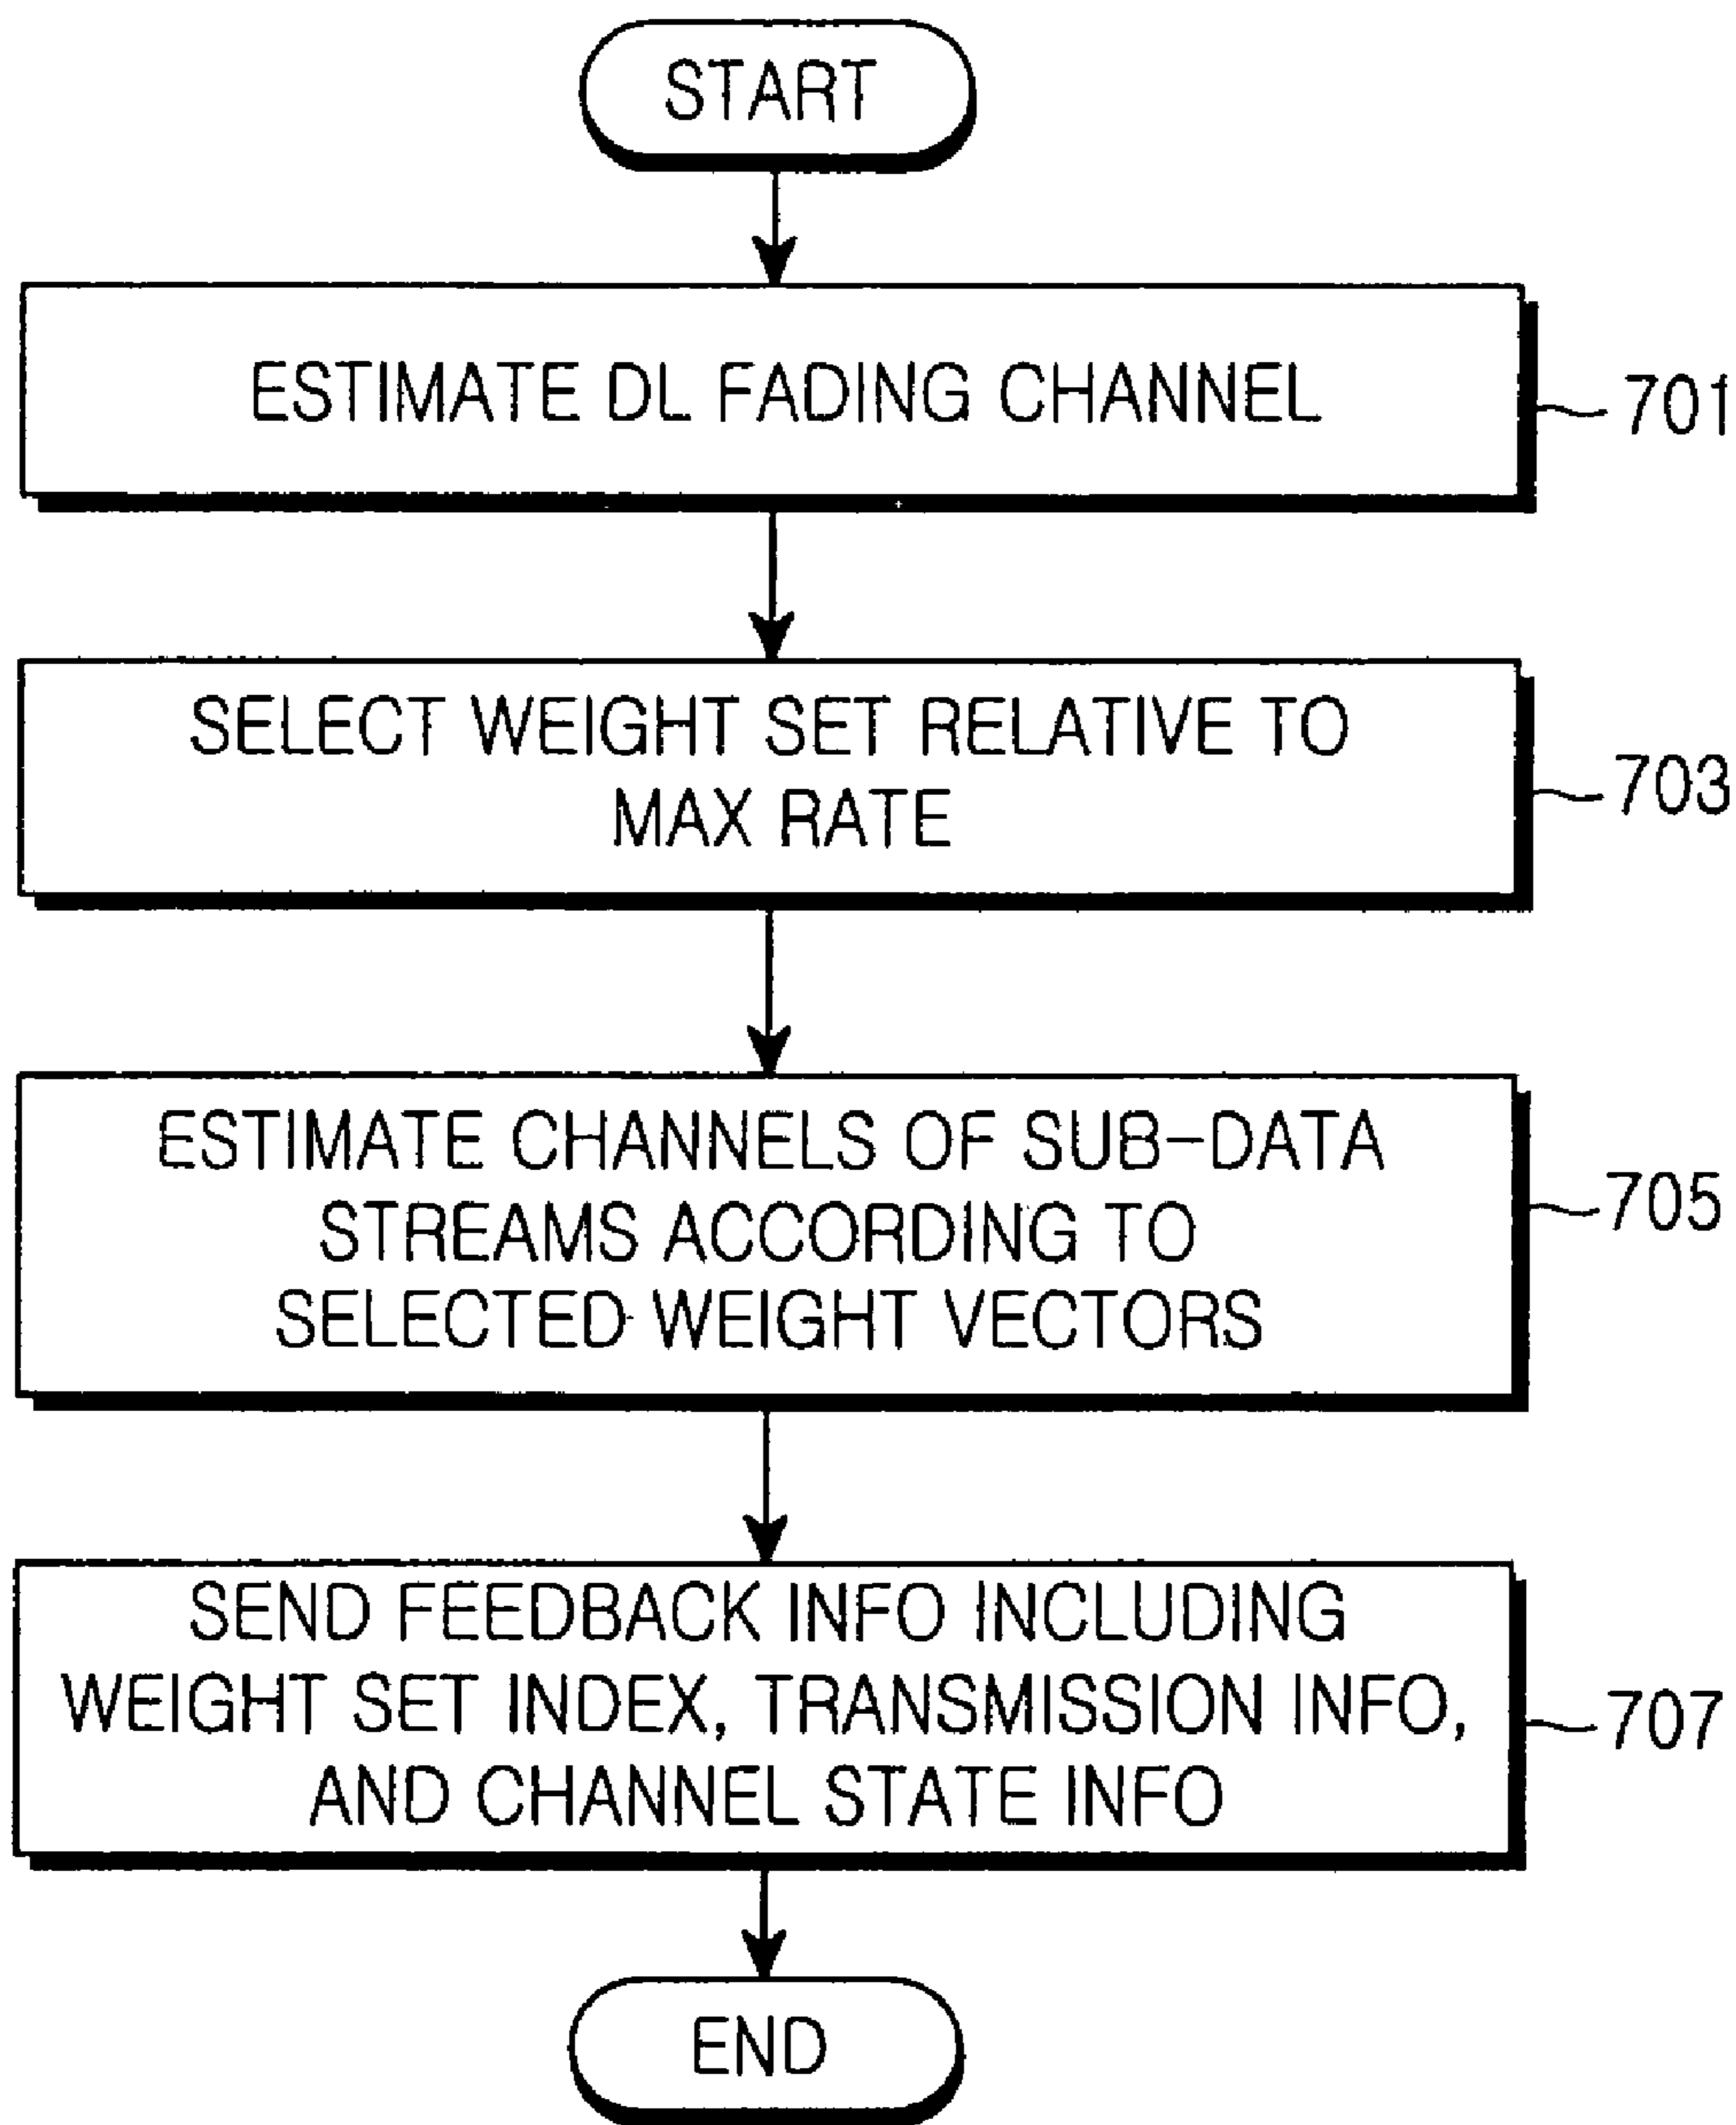 START
ESTIMATE DL FADING CHANNEL
701
SELECT WEIGHT SET RELATIVE TO
MAX RATE
703
ESTIMATE CHANNELS OF SUB-DATA
STREAMS ACCORDING TO
SELECTED WEIGHT VECTORS
705
SEND FEEDBACK INFO INCLUDING
WEIGHT SET INDEX, TRANSMISSION INFO,
AND CHANNEL STATE INFO
707
END